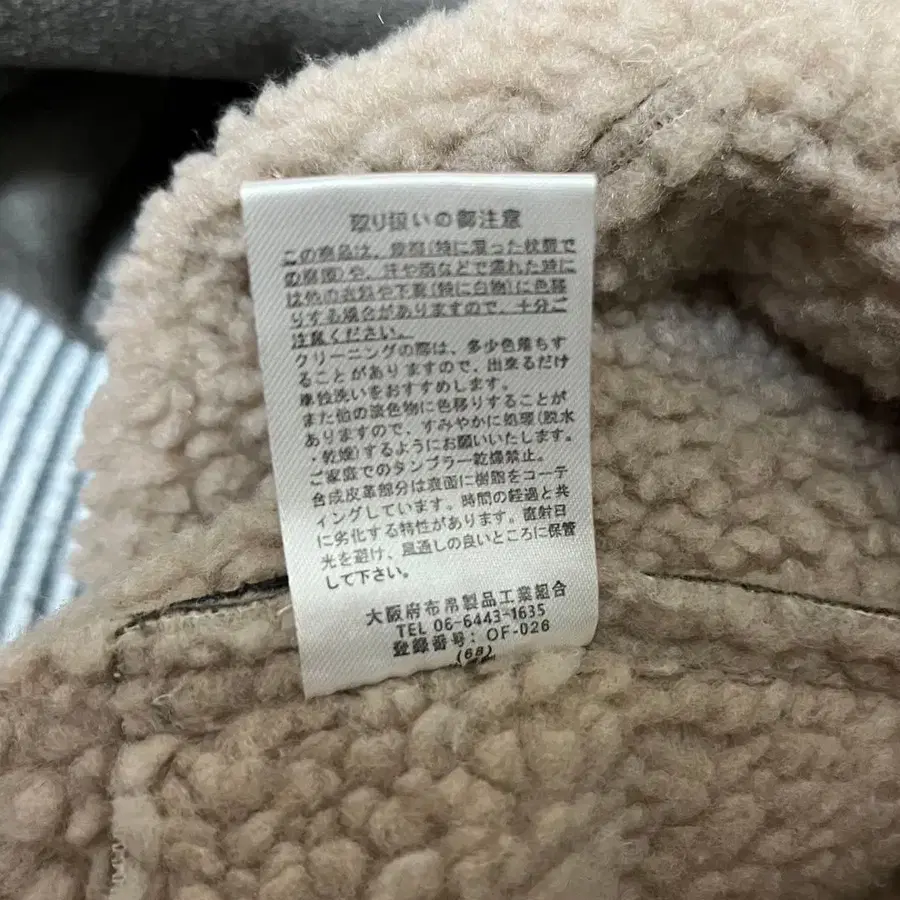 取り扱いの御注意
この商品は、摩擦(特に湿った状態で
の摩擦)や、汗や雨などで濡れた時に
は他の衣料や下着(特に白物)に色移
りする場合がありますので、十分ご
注意ください。
クリーニングの際は、多少色落ちす
ることがありますので、出来るだけ
単独洗いをおすすめします。
また他の淡色物に色移りすることが
ありますので、すみやかに処理(脱水
・乾燥)するようにお願いいたします。
ご家庭でのタンブラー乾燥禁止。
合成皮革部分は表面に樹脂をコーテ
ィングしています。時間の経過と共
に劣化する特性があります。直射日
光を避け、風通しの良いところに保管
して下さい。
大阪府布帛製品工業組合
TEL 06-6443-1635
登録番号: OF-026
(68)